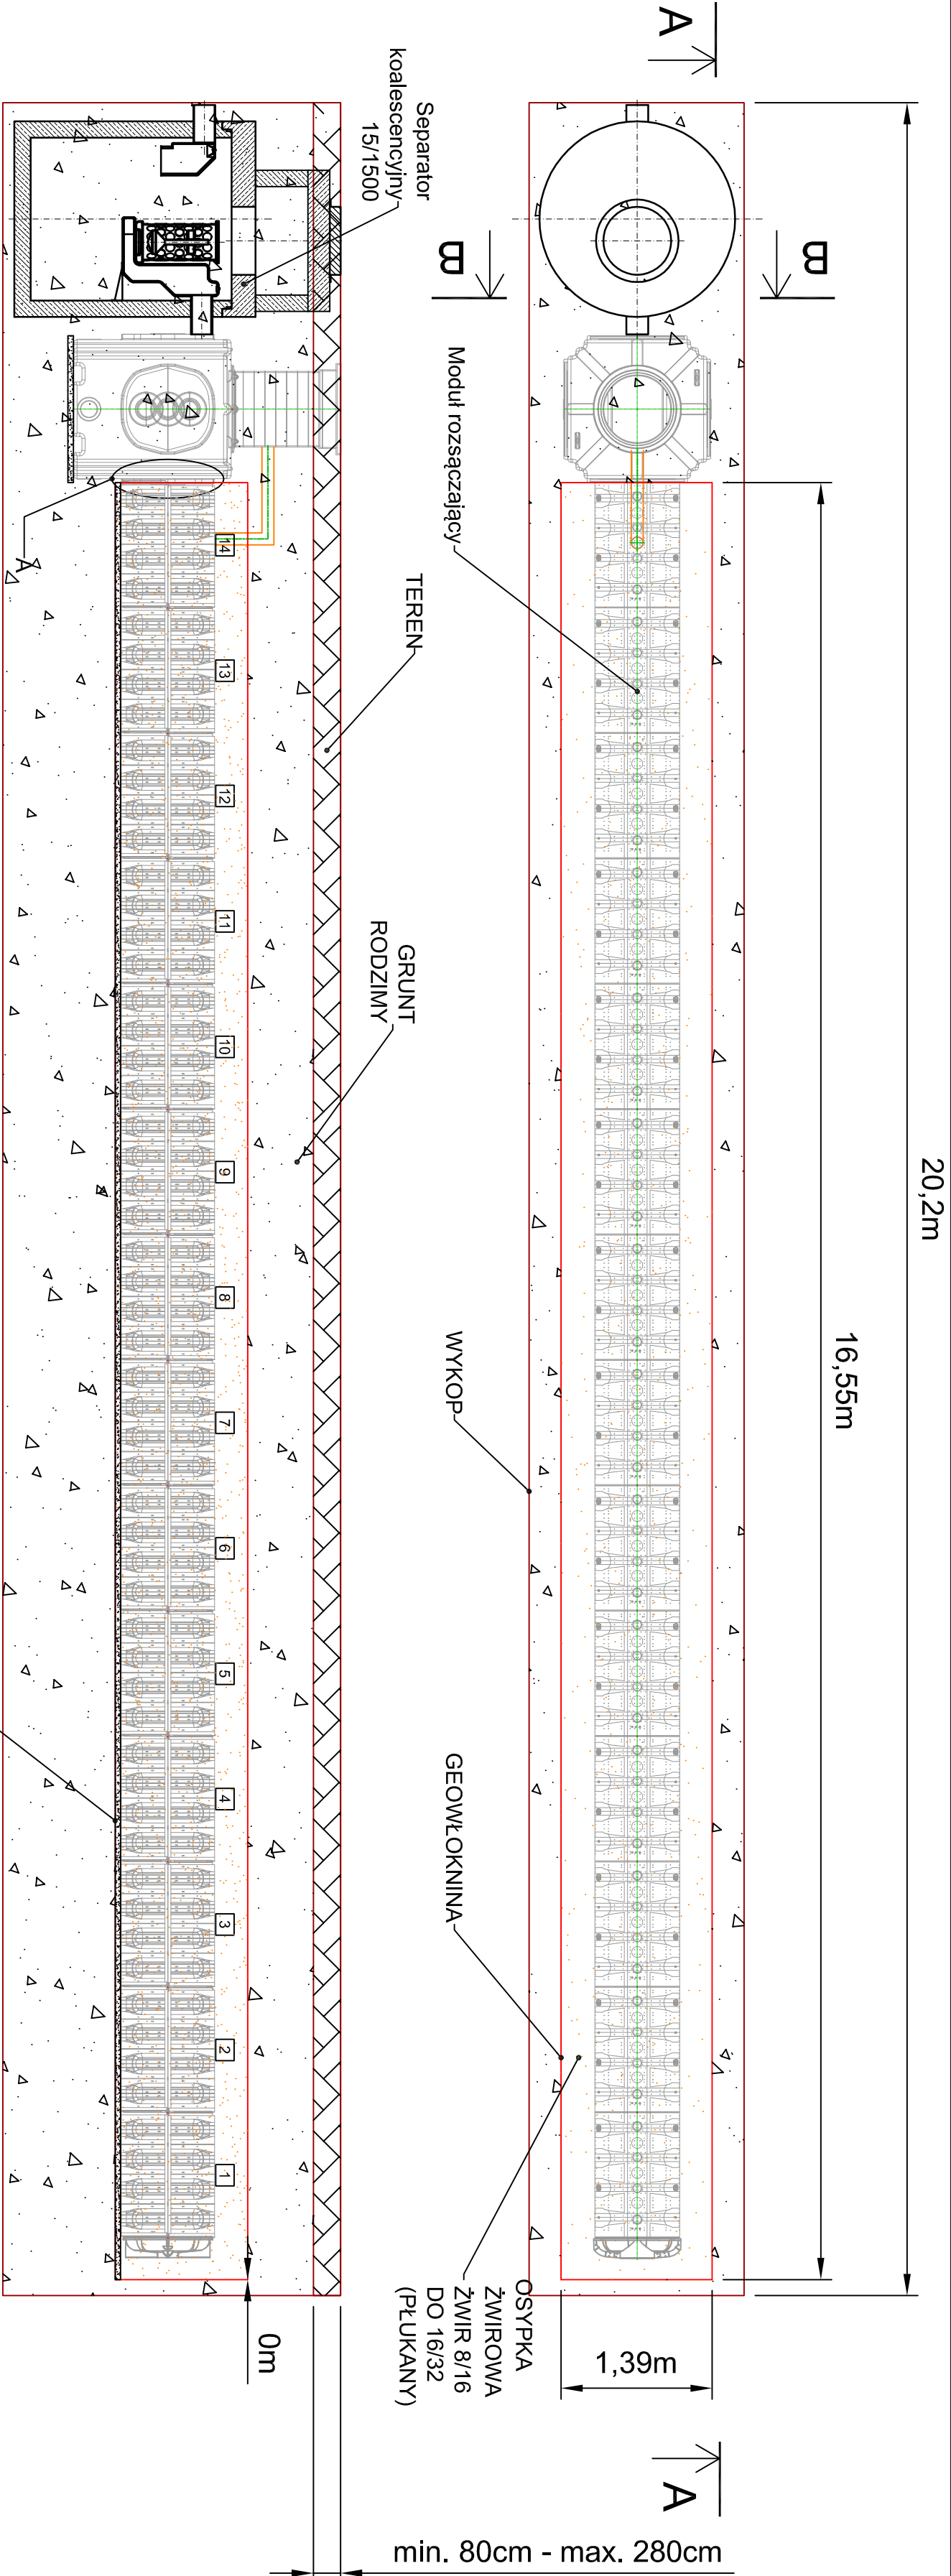 20,2m
16,55m
A
A
B
B
Separator
koalescencyjny
15/1500
Moduł rozsączający
TEREN
GRUNT
RODZIMY
WYKOP
GEOWŁOKNINA
OSYPKA
ŻWIROWA
ŻWIR 8/16
DO 16/32
(PŁUKANY)
1,39m
0m
min. 80cm - max. 280cm
A
14
13
12
11
10
9
8
7
6
5
4
3
2
1